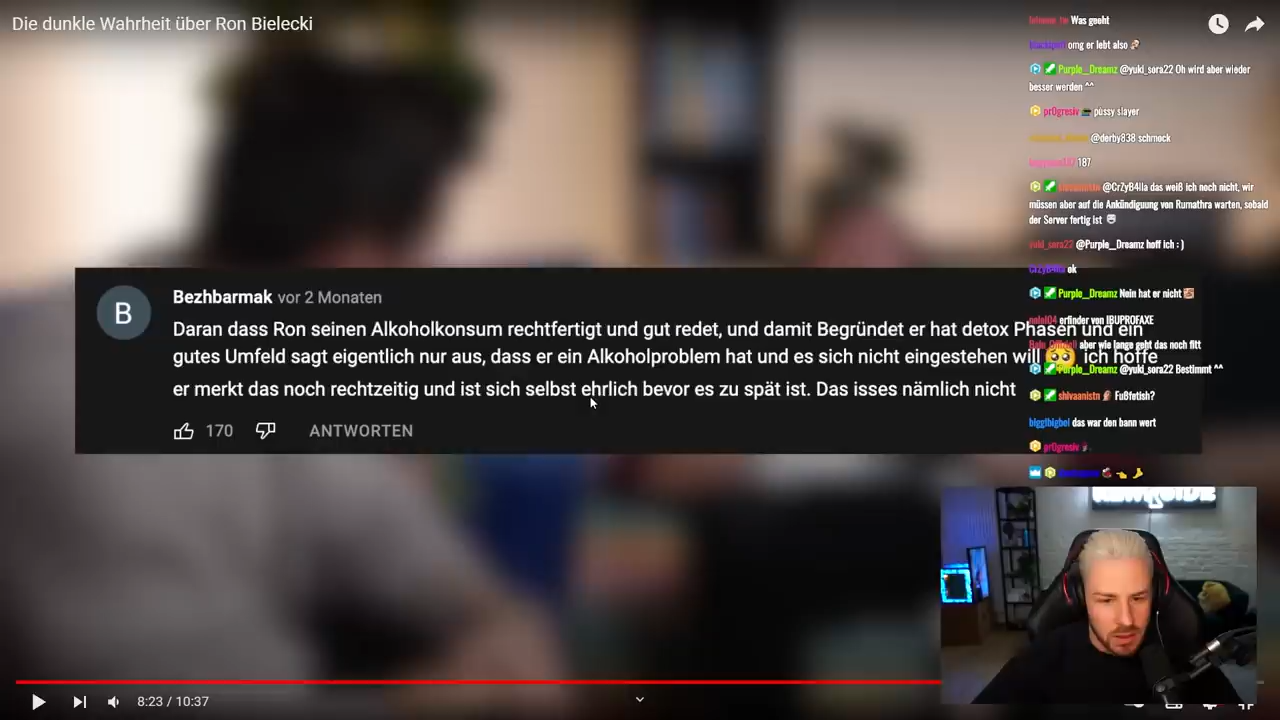 Die dunkle Wahrheit über Ron Bielecki
Was geoht
omg er lebt also
Purple_Dreamz @yuki_sora22 Oh wird aber wieder
besser werden ^^
pr0gresiv pussy slayer
@derby838 schmock
187
@CrZyB4lla das weiß ich noch nicht, wir
müssen aber auf die Ankündiguung von Rumathra warten, sobald
der Server fertig ist
yuki_sora22 @Purple_Dreamz hoff ich : )
CrZyB4lla ok
Purple_Dreamz Nein hat er nicht
erfinder von IBUPROFAXE
aber wie lange geht das noch fitt
Purple_Dreamz @yuki_sora22 Bestimmt ^^
shivaanistn Fußfetish?
biggibigboi das war den bann wert
pr0gresiv
B
Bezhbarmak vor 2 Monaten
Daran dass Ron seinen Alkoholkonsum rechtfertigt und gut redet, und damit Begründet er hat detox Phasen und ein
gutes Umfeld sagt eigentlich nur aus, dass er ein Alkoholproblem hat und es sich nicht eingestehen will 🥺 ich hoffe
er merkt das noch rechtzeitig und ist sich selbst ehrlich bevor es zu spät ist. Das isses nämlich nicht
170 ANTWORTEN
8:23 / 10:37